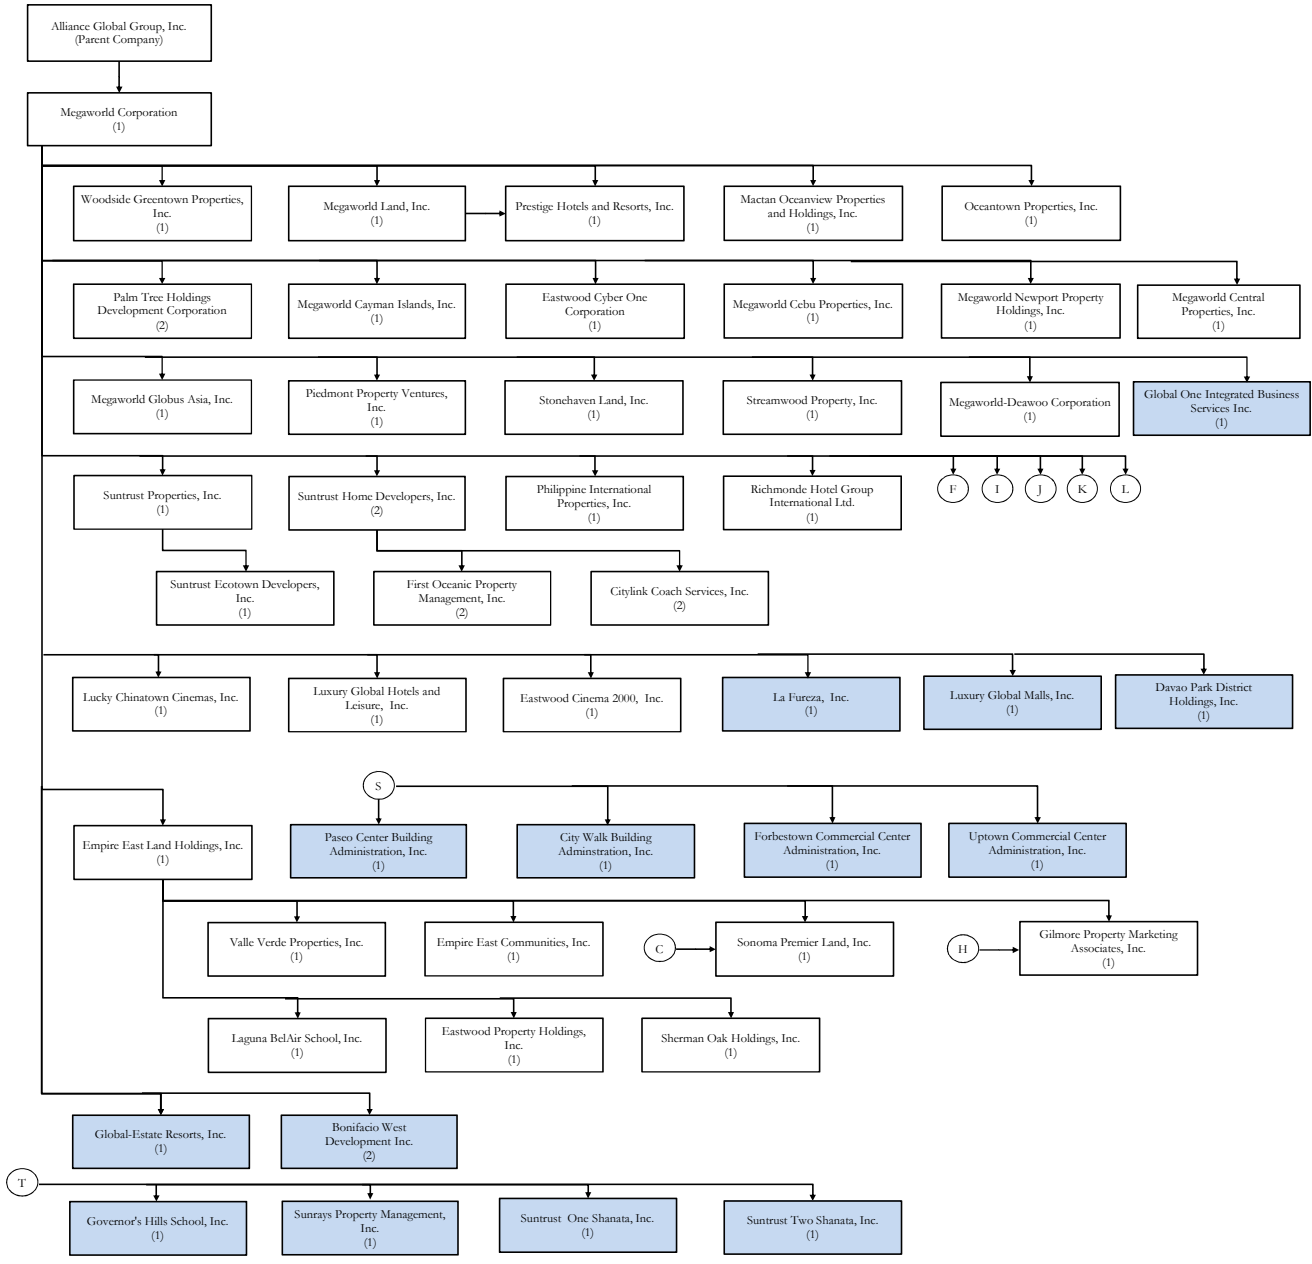 Alliance Global Group, Inc.
(Parent Company)
Megaworld Corporation
(1)
Woodside Greentown Properties,
Inc.
(1)
Megaworld Land, Inc.
(1)
Prestige Hotels and Resorts, Inc.
(1)
Mactan Oceanview Properties
and Holdings, Inc.
(1)
Oceantown Properties, Inc.
(1)
Palm Tree Holdings
Development Corporation
(2)
Megaworld Cayman Islands, Inc.
(1)
Eastwood Cyber One
Corporation
(1)
Megaworld Cebu Properties, Inc.
(1)
Megaworld Newport Property
Holdings, Inc.
(1)
Megaworld Central
Properties, Inc.
(1)
Megaworld Globus Asia, Inc.
(1)
Piedmont Property Ventures,
Inc.
(1)
Stonehaven Land, Inc.
(1)
Streamwood Property, Inc.
(1)
Megaworld-Deawoo Corporation
(1)
Global One Integrated Business
Services Inc.
(1)
Suntrust Properties, Inc.
(1)
Suntrust Home Developers, Inc.
(2)
Philippine International
Properties, Inc.
(1)
Richmonde Hotel Group
International Ltd.
(1)
F
I
J
K
L
Suntrust Ecotown Developers,
Inc.
(1)
First Oceanic Property
Management, Inc.
(2)
Citylink Coach Services, Inc.
(2)
Lucky Chinatown Cinemas, Inc.
(1)
Luxury Global Hotels and
Leisure, Inc.
(1)
Eastwood Cinema 2000, Inc.
(1)
La Fureza, Inc.
(1)
Luxury Global Malls, Inc.
(1)
Davao Park District
Holdings, Inc.
(1)
S
Empire East Land Holdings, Inc.
(1)
Paseo Center Building
Administration, Inc.
(1)
City Walk Building
Adminstration, Inc.
(1)
Forbestown Commercial Center
Administration, Inc.
(1)
Uptown Commercial Center
Administration, Inc.
(1)
Valle Verde Properties, Inc.
(1)
Empire East Communities, Inc.
(1)
C
Sonoma Premier Land, Inc.
(1)
H
Gilmore Property Marketing
Associates, Inc.
(1)
Laguna BelAir School, Inc.
(1)
Eastwood Property Holdings,
Inc.
(1)
Sherman Oak Holdings, Inc.
(1)
Global-Estate Resorts, Inc.
(1)
Bonifacio West
Development Inc.
(2)
T
Governor's Hills School, Inc.
(1)
Sunrays Property Management,
Inc.
(1)
Suntrust One Shanata, Inc.
(1)
Suntrust Two Shanata, Inc.
(1)